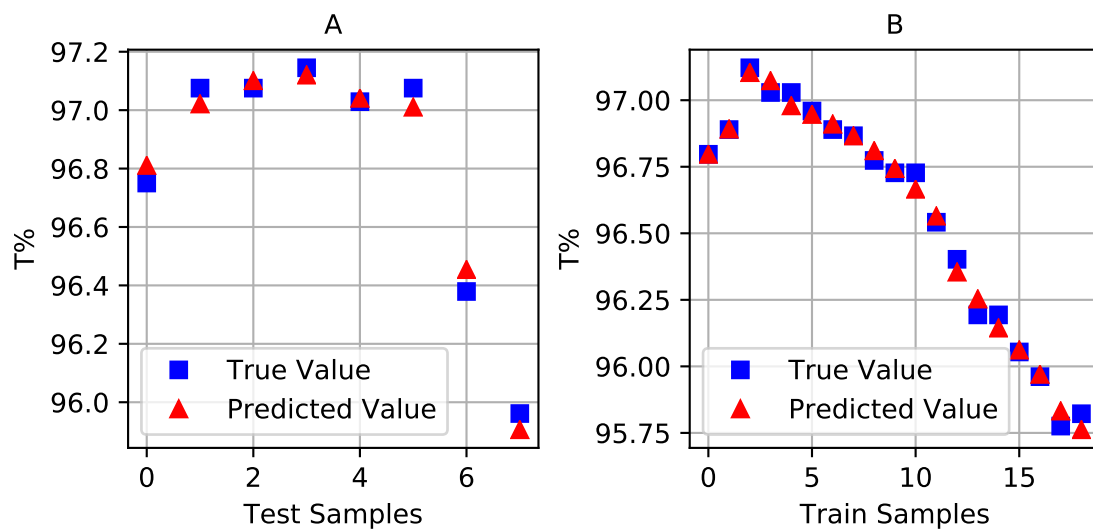 A
97.2
97.0
96.8
96.6
96.4
96.2
96.0
T%
0
2
4
6
Test Samples
True Value
Predicted Value
B
97.00
96.75
96.50
96.25
96.00
95.75
T%
0
5
10
15
Train Samples
True Value
Predicted Value